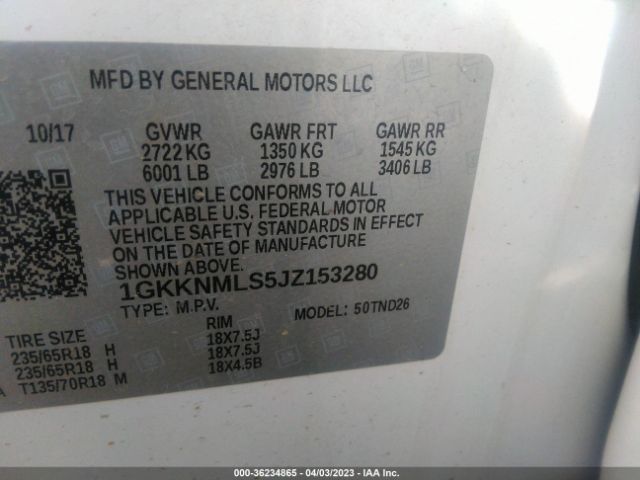 MFD BY GENERAL MOTORS LLC
10/17 GVWR GAWR FRT GAWR RR
2722 KG 1350 KG 1545 KG
6001 LB 2976 LB 3406 LB
THIS VEHICLE CONFORMS TO ALL
APPLICABLE U.S. FEDERAL MOTOR
VEHICLE SAFETY STANDARDS IN EFFECT
ON THE DATE OF MANUFACTURE
SHOWN ABOVE.
1GKKNMLS5JZ153280
TYPE: M.P.V. MODEL: 50TND26
TIRE SIZE RIM
235/65R18 H 18X7.5J
235/65R18 H 18X7.5J
A T135/70R18 M 18X4.5B
000-36234865 - 04/03/2023 - IAA Inc.